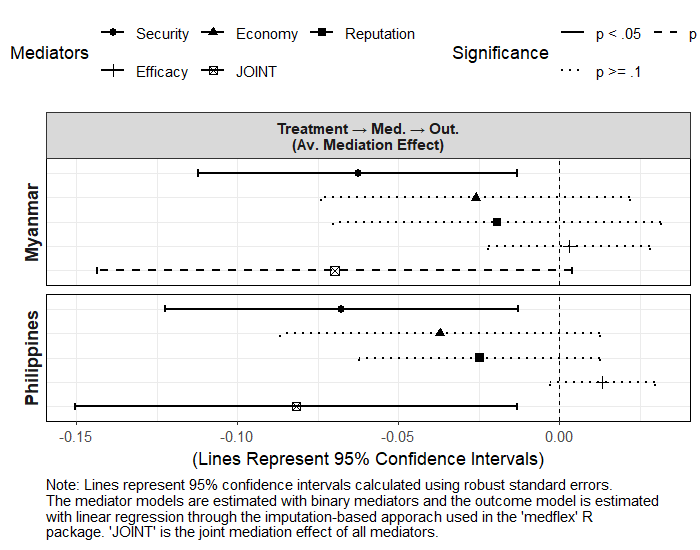 Mediators
Security
Economy
Reputation
Efficacy
JOINT
Significance
p < .05
p
p >= .1
Treatment → Med. → Out.
(Av. Mediation Effect)
Myanmar
Philippines
-0.15
-0.10
-0.05
0.00
(Lines Represent 95% Confidence Intervals)
Note: Lines represent 95% confidence intervals calculated using robust standard errors.
The mediator models are estimated with binary mediators and the outcome model is estimated
with linear regression through the imputation-based apporach used in the 'medflex' R
package. 'JOINT' is the joint mediation effect of all mediators.